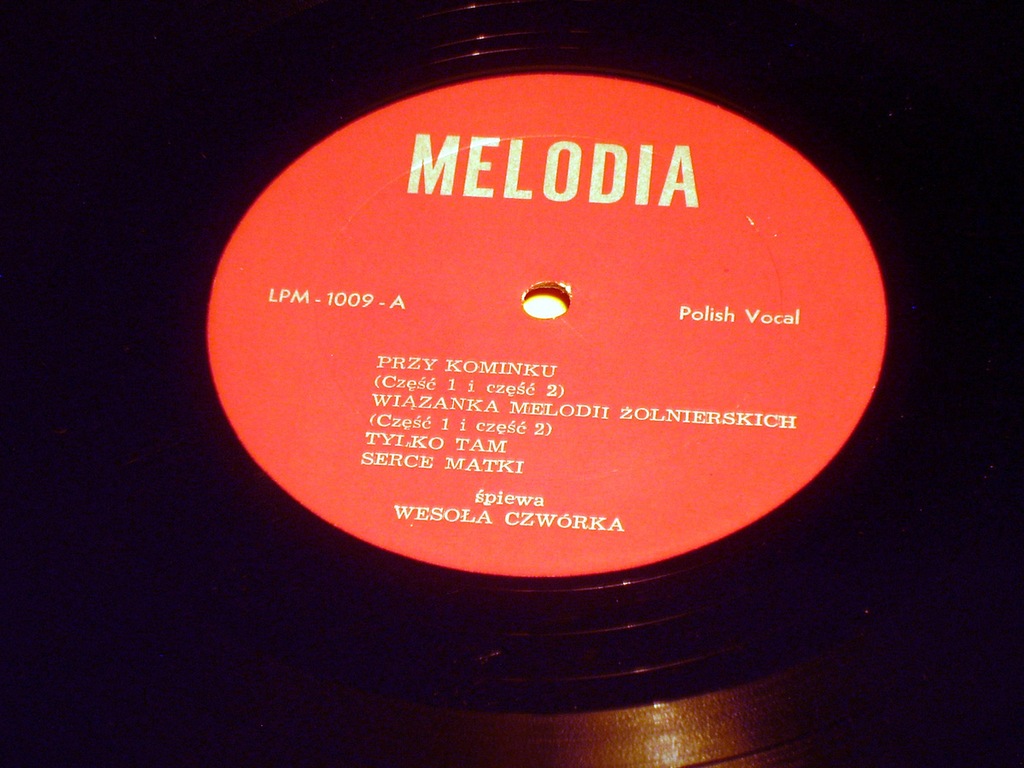 MELODIA
LPM - 1009 - A
Polish Vocal
PRZY KOMINKU
(Część 1 i część 2)
WIĄZANKA MELODII ŻOLNIERSKICH
(Część 1 i część 2)
TYLKO TAM
SERCE MATKI
śpiewa
WESOŁA CZWÓRKA